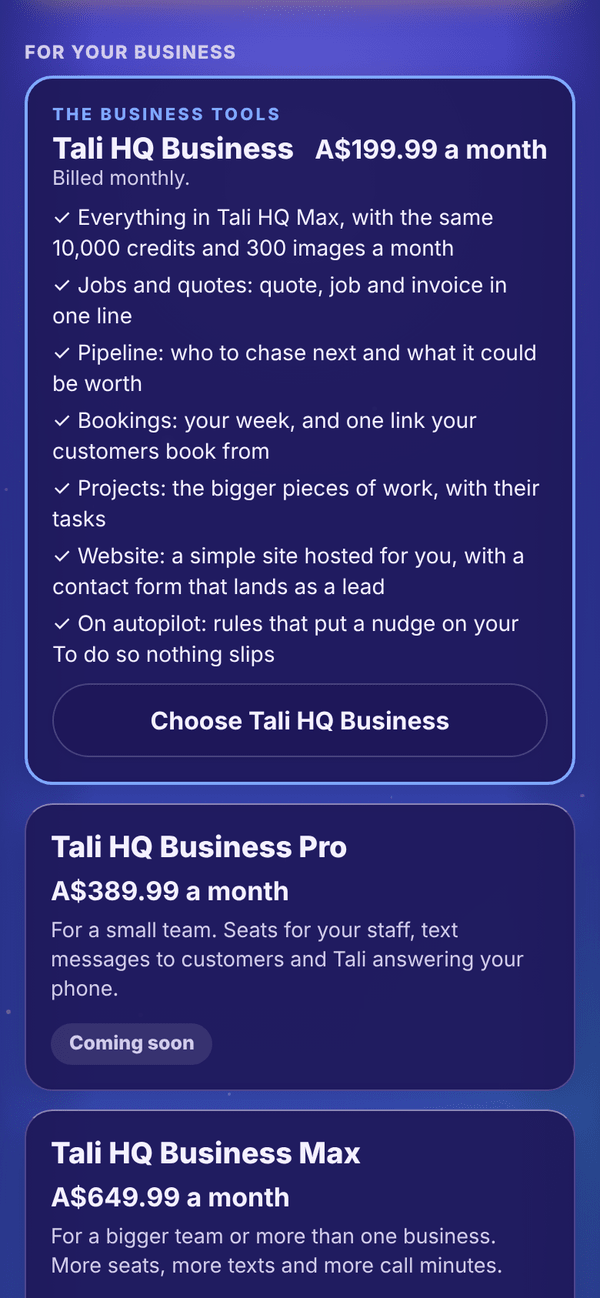 FOR YOUR BUSINESS
THE BUSINESS TOOLS
Tali HQ Business A$199.99 a month
Billed monthly.
✓ Everything in Tali HQ Max, with the same
10,000 credits and 300 images a month
✓ Jobs and quotes: quote, job and invoice in
one line
✓ Pipeline: who to chase next and what it could
be worth
✓ Bookings: your week, and one link your
customers book from
✓ Projects: the bigger pieces of work, with their
tasks
✓ Website: a simple site hosted for you, with a
contact form that lands as a lead
✓ On autopilot: rules that put a nudge on your
To do so nothing slips
Choose Tali HQ Business
Tali HQ Business Pro
A$389.99 a month
For a small team. Seats for your staff, text
messages to customers and Tali answering your
phone.
Coming soon
Tali HQ Business Max
A$649.99 a month
For a bigger team or more than one business.
More seats, more texts and more call minutes.